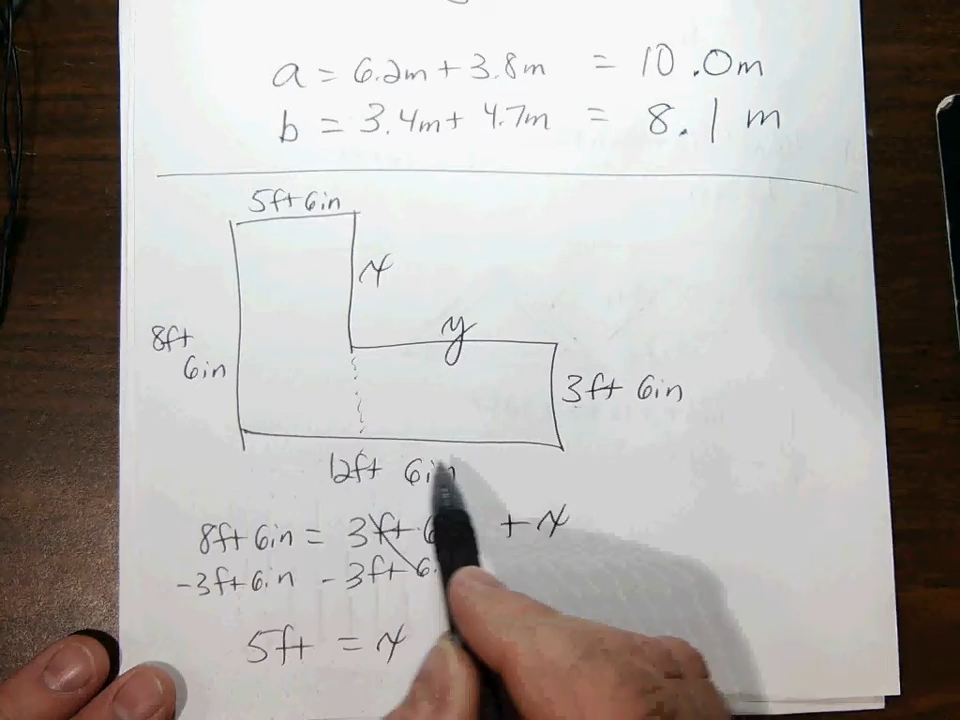 a = 6.2m + 3.8m = 10.0m
b = 3.4m + 4.7m = 8.1 m
5ft 6in
x
y
8ft
6in
3ft 6in
12ft 6in
8ft 6in = 3ft 6 + x
-3ft 6in - 3ft 6
5ft = x